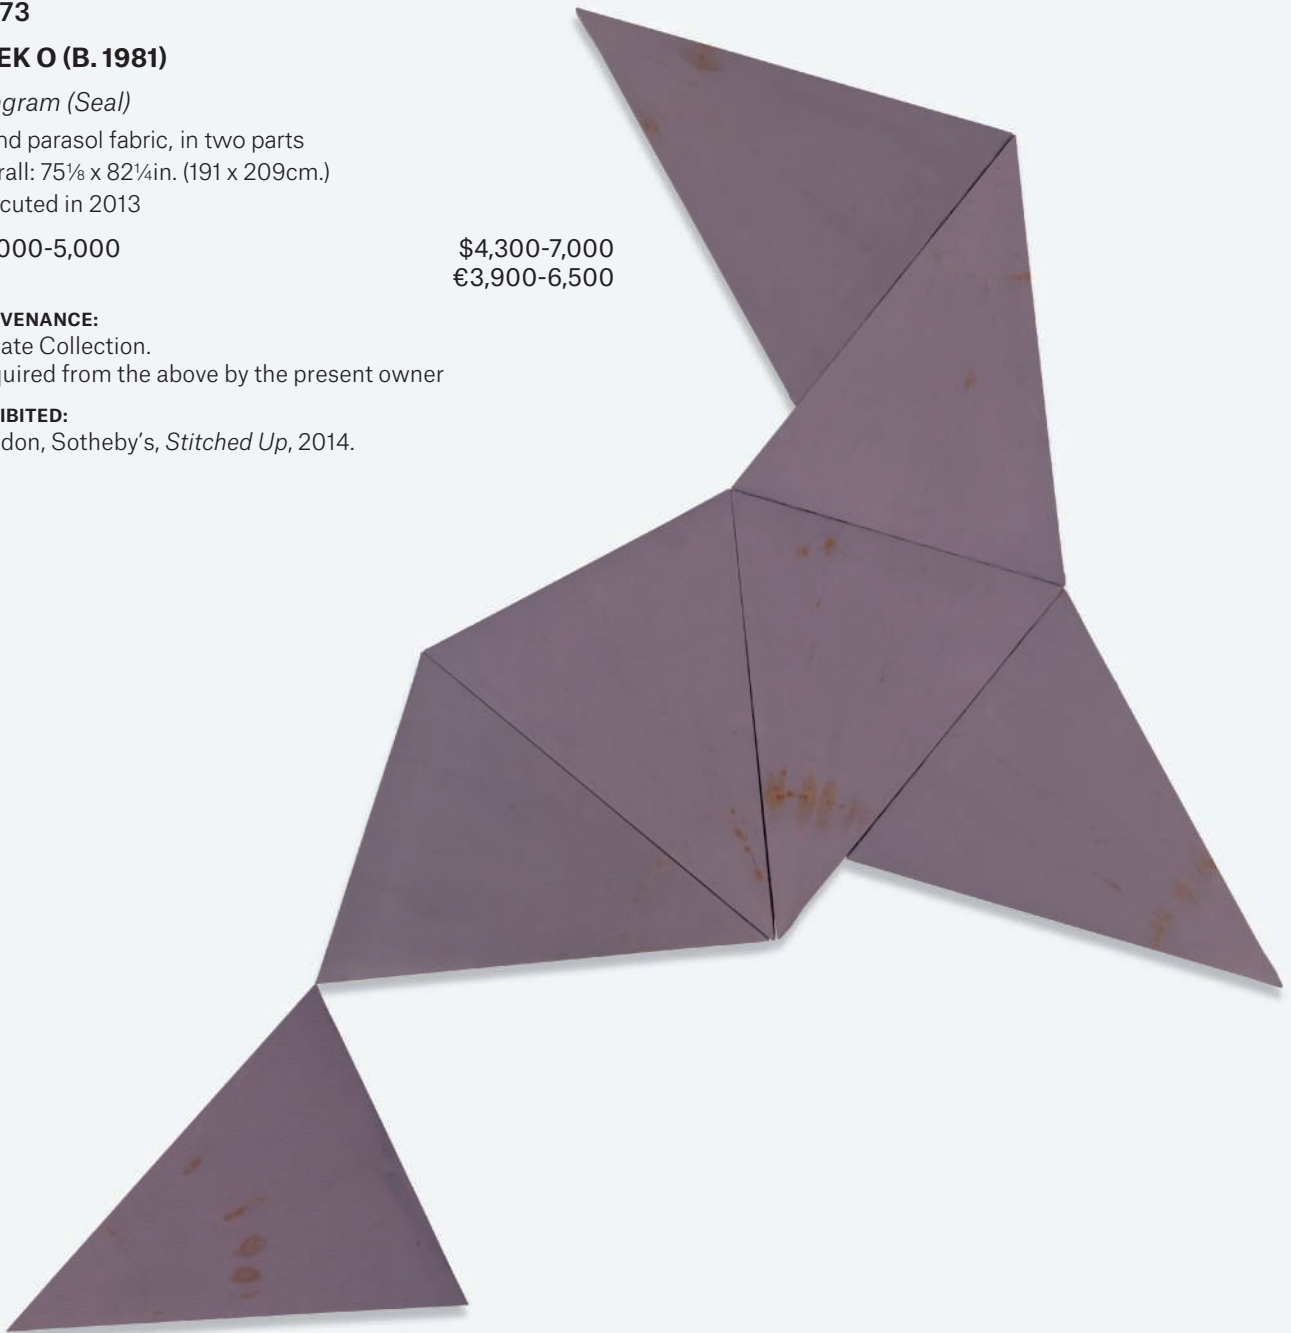 73
EK O (B. 1981)
gram (Seal)
nd parasol fabric, in two parts
rall: 75⅛ x 82¼in. (191 x 209cm.)
cuted in 2013
000-5,000 $4,300-7,000
€3,900-6,500
VENANCE:
ate Collection.
quired from the above by the present owner
IBITED:
don, Sotheby's, Stitched Up, 2014.